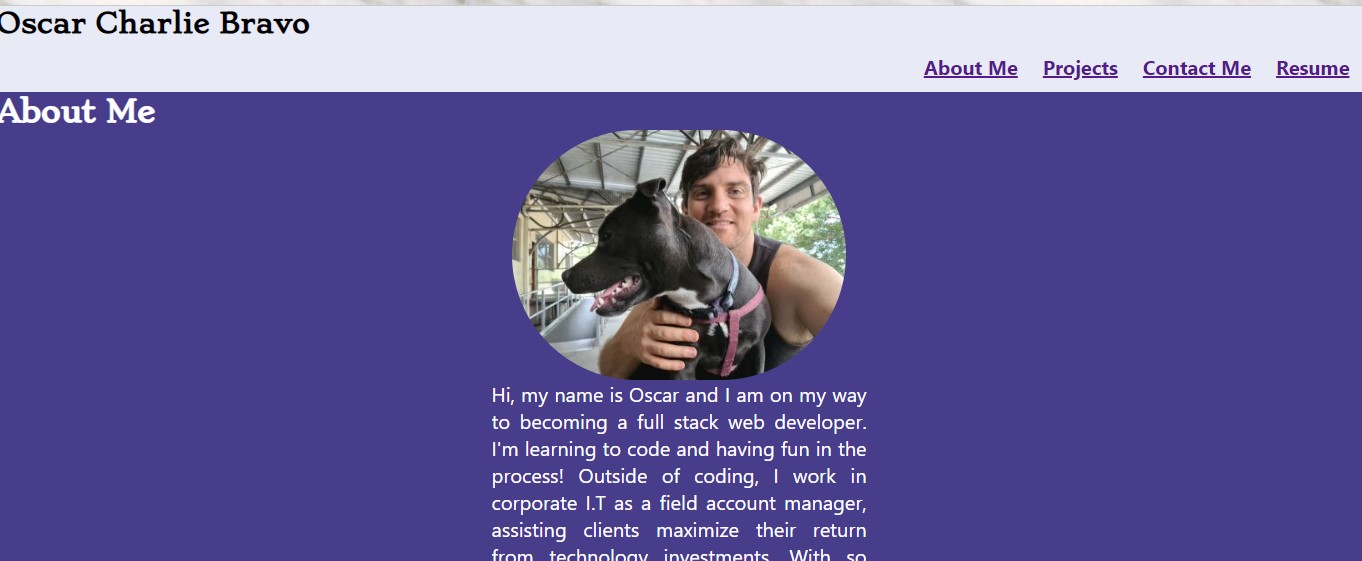 Oscar Charlie Bravo
About Me Projects Contact Me Resume
About Me
Hi, my name is Oscar and I am on my way
to becoming a full stack web developer.
I'm learning to code and having fun in the
process! Outside of coding, I work in
corporate I.T as a field account manager,
assisting clients maximize their return
from technology investments. With so